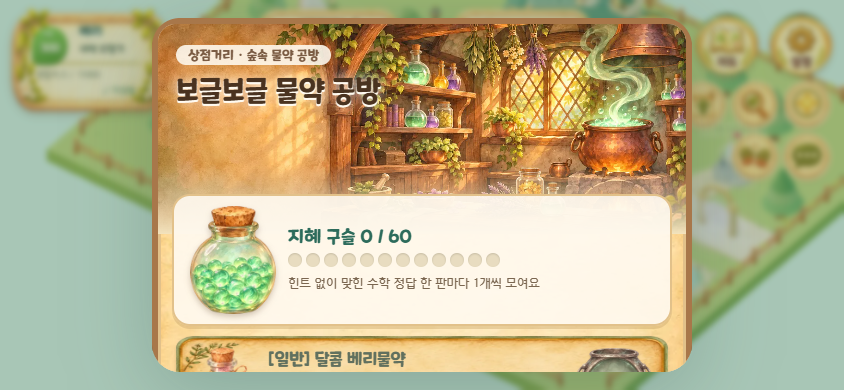 상점거리 · 숲속 물약 공방
보글보글 물약 공방
지혜 구슬 0 / 60
힌트 없이 맞힌 수학 정답 한 판마다 1개씩 모여요
[일반] 달콤 베리물약